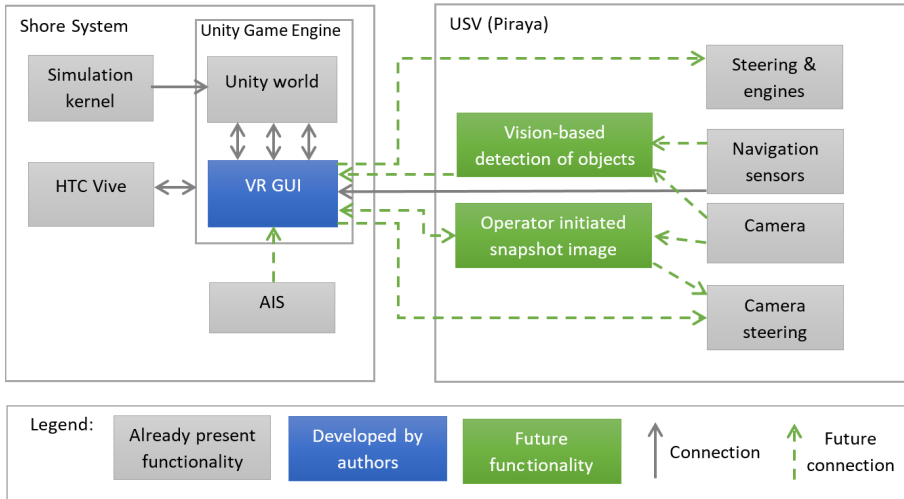 Shore System
Unity Game Engine
Simulation
kernel
Unity world
HTC Vive
VR GUI
AIS
USV (Piraya)
Steering &
engines
Vision-based
detection of objects
Navigation
sensors
Operator initiated
snapshot image
Camera
Camera
steering
Legend:
Already present
functionality
Developed by
authors
Future
functionality
Connection
Future
connection